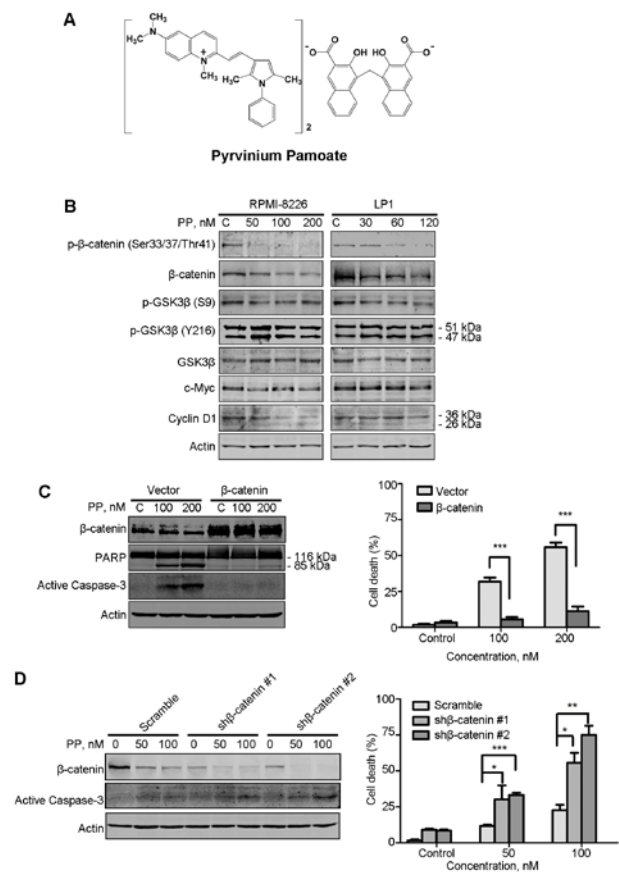 A
H₃C
CH₃
N
H₃C
N
+
CH₃
H₃C
N
CH₃
2
⁻O
O
OH
HO
O
O⁻
Pyrvinium Pamoate
B
RPMI-8226 LP1
PP, nM C 50 100 200 C 30 60 120
p-β-catenin (Ser33/37/Thr41)
β-catenin
p-GSK3β (S9)
p-GSK3β (Y216) - 51 kDa
- 47 kDa
GSK3β
c-Myc
Cyclin D1 - 36 kDa
- 26 kDa
Actin
C
Vector β-catenin
PP, nM C 100 200 C 100 200
β-catenin
PARP - 116 kDa
- 85 kDa
Active Caspase-3
Actin
Cell death (%)
100
75
50
25
0
Vector
β-catenin
***
***
Control 100 200
Concentration, nM
D
Scramble shβ-catenin #1 shβ-catenin #2
PP, nM 0 50 100 0 50 100 0 50 100
β-catenin
Active Caspase-3
Actin
Cell death (%)
100
75
50
25
0
Scramble
shβ-catenin #1
shβ-catenin #2
***
*
**
*
Control 50 100
Concentration, nM